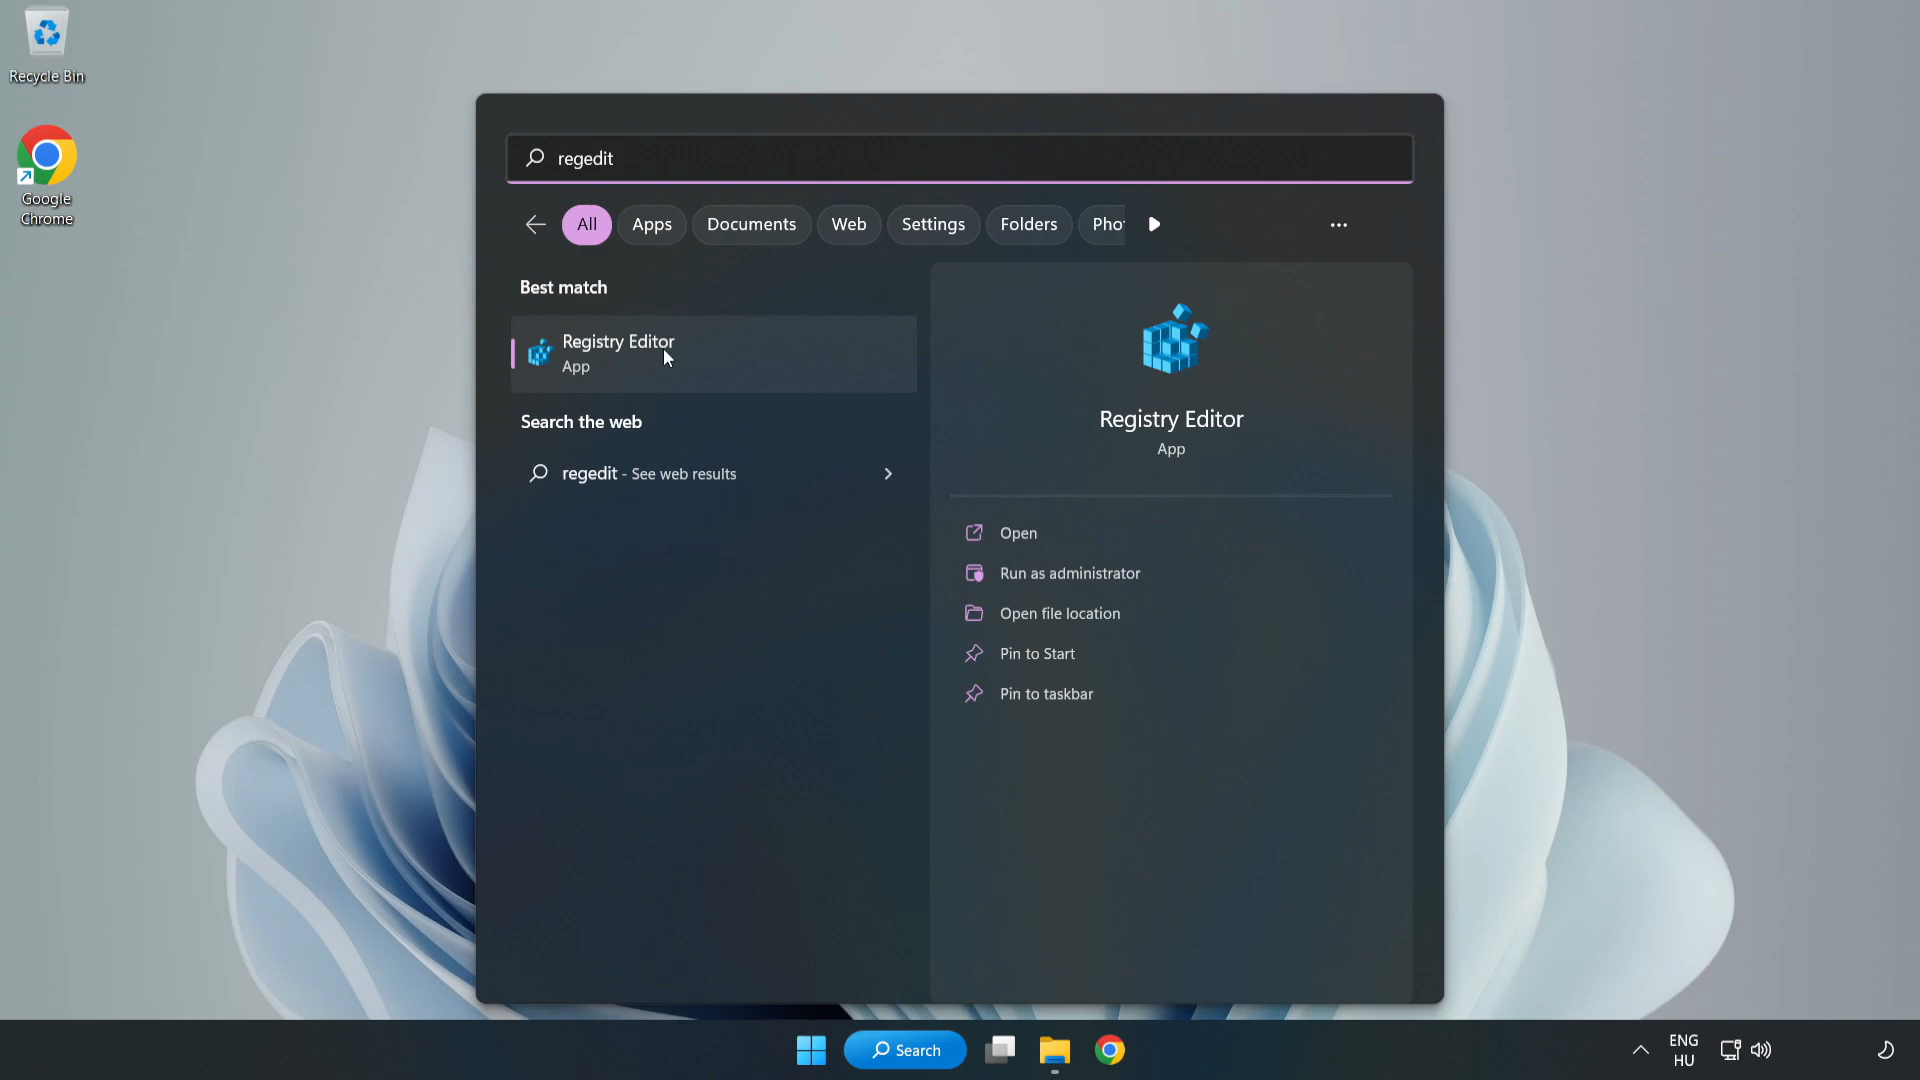 Recycle Bin
Google
Chrome
regedit
All Apps Documents Web Settings Folders
Best match
Registry Editor
App
Search the web
regedit - See web results
Registry Editor
App
Open
Run as administrator
Open file location
Pin to Start
Pin to taskbar
Search
ENG
HU